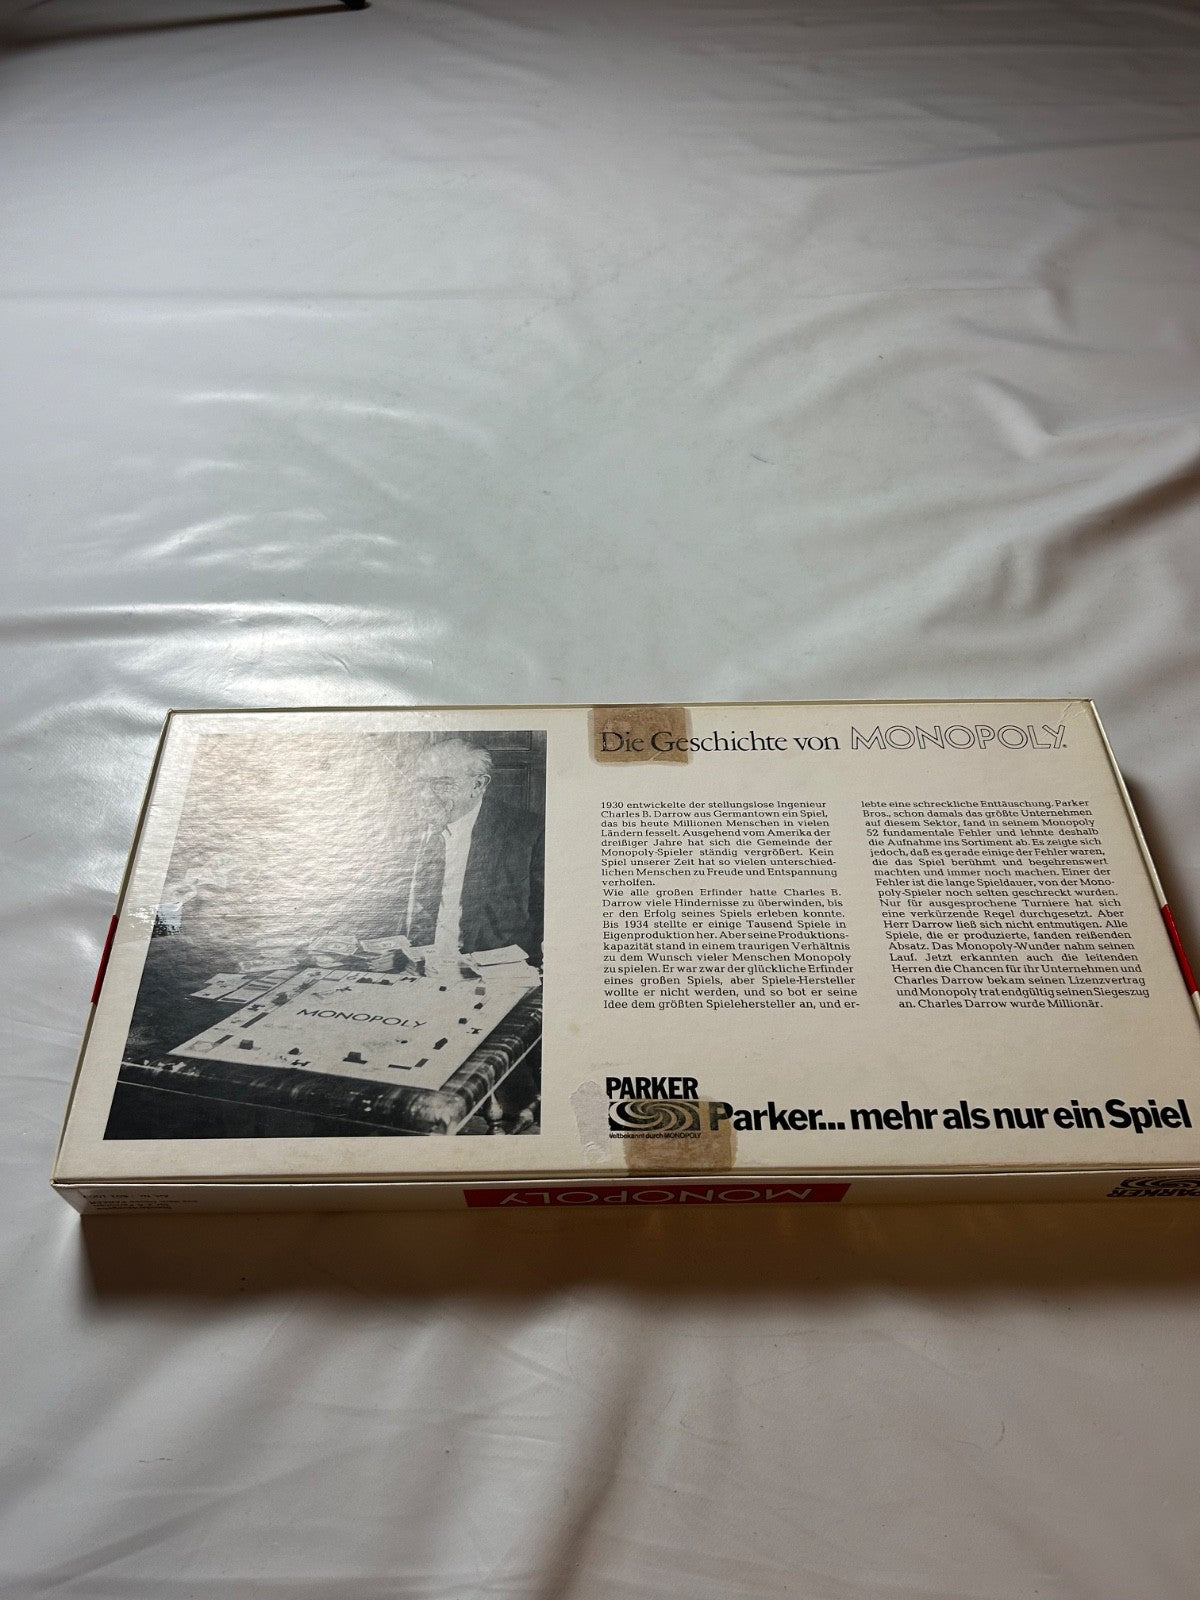 Die Geschichte von MONOPOLY®
1930 entwickelte der stellungslose Ingenieur
Charles B. Darrow aus Germantown ein Spiel,
das bis heute Millionen Menschen in vielen
Ländern fesselt. Ausgehend vom Amerika der
dreißiger Jahre hat sich die Gemeinde der
Monopoly-Spieler ständig vergrößert. Kein
Spiel unserer Zeit hat so vielen unterschied-
lichen Menschen zu Freude und Entspannung
verholfen.
Wie alle großen Erfinder hatte Charles B.
Darrow viele Hindernisse zu überwinden, bis
er den Erfolg seines Spiels erleben konnte.
Bis 1934 stellte er einige Tausend Spiele in
Eigenproduktion her. Aber seine Produktions-
kapazität stand in einem traurigen Verhältnis
zu dem Wunsch vieler Menschen Monopoly
zu spielen. Er war zwar der glückliche Erfinder
eines großen Spiels, aber Spiele-Hersteller
wollte er nicht werden, und so bot er seine
Idee dem größten Spielehersteller an, und er-
lebte eine schreckliche Enttäuschung. Parker
Bros., schon damals das größte Unternehmen
auf diesem Sektor, fand in seinem Monopoly
52 fundamentale Fehler und lehnte deshalb
die Aufnahme ins Sortiment ab. Es zeigte sich
jedoch, daß es gerade einige der Fehler waren,
die das Spiel berühmt und begehrenswert
machten und immer noch machen. Einer der
Fehler ist die lange Spieldauer, von der Mono-
poly-Spieler noch selten geschreckt wurden.
Nur für ausgesprochene Turniere hat sich
eine verkürzende Regel durchgesetzt. Aber
Herr Darrow ließ sich nicht entmutigen. Alle
Spiele, die er produzierte, fanden reißenden
Absatz. Das Monopoly-Wunder nahm seinen
Lauf. Jetzt erkannten auch die leitenden
Herren die Chancen für ihr Unternehmen und
Charles Darrow bekam seinen Lizenzvertrag
und Monopoly trat endgültig seinen Siegeszug
an. Charles Darrow wurde Millionär.
MONOPOLY
PARKER
Weltbekannt durch MONOPOLY
Parker... mehr als nur ein Spiel
MONOPOLY
PARKER